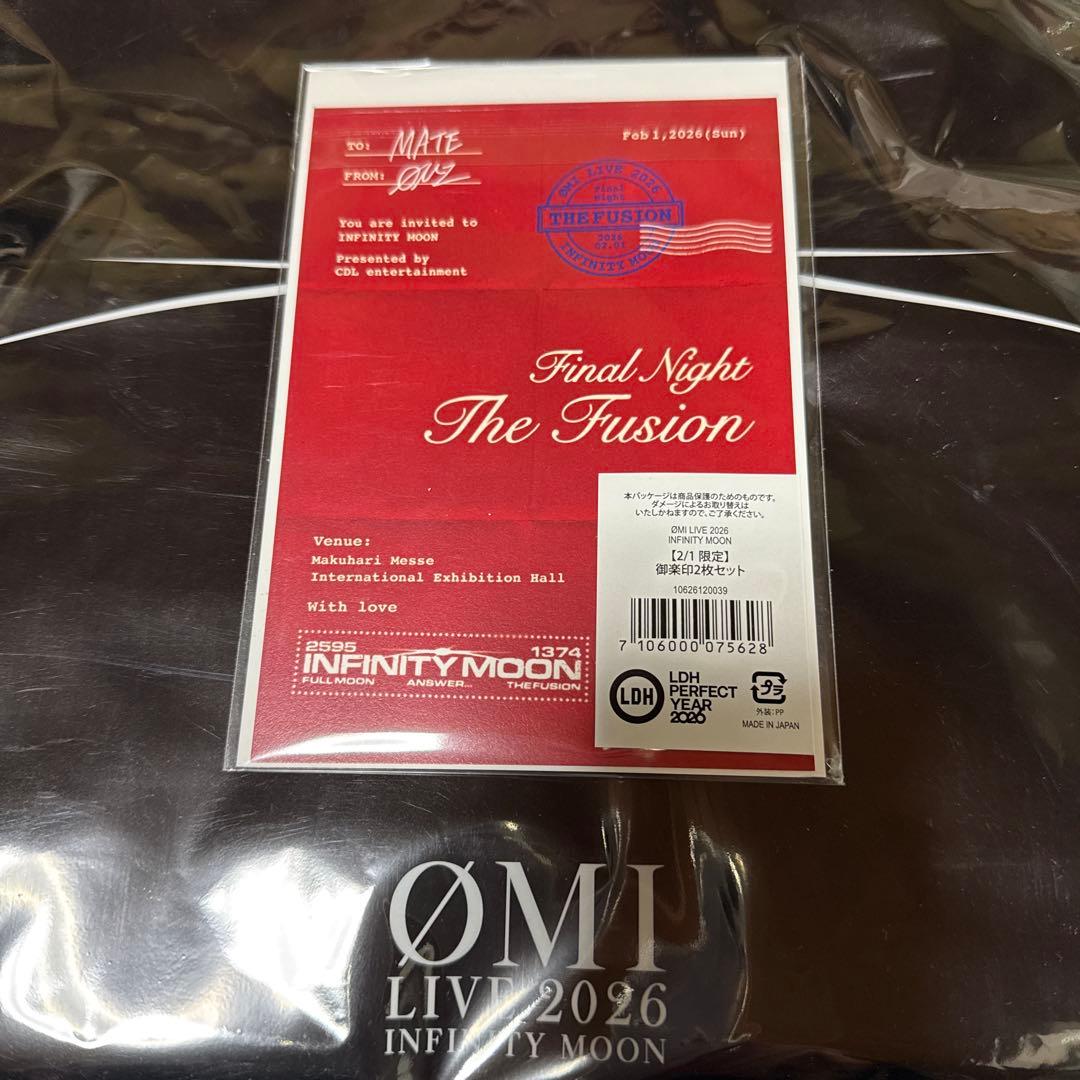 TO: MATE
FROM: ØMI
Feb 1, 2026(Sun)
ØMI LIVE 2026
Final
Night
THE FUSION
2026
02.01
INFINITY MOON
You are invited to
INFINITY MOON
Presented by
CDL entertainment
Final Night
The Fusion
Venue:
Makuhari Messe
International Exhibition Hall
With love
2595 1374
INFINITY MOON
FULL MOON ANSWER... THE FUSION
本パッケージは商品保護のためのものです。
ダメージによるお取り替えは
いたしかねますので、ご了承ください。
ØMI LIVE 2026
INFINITY MOON
【2/1 限定】
御楽印2枚セット
10626120039
7 106000 075628
LDH
LDH
PERFECT
YEAR
2026
プラ
外装:PP
MADE IN JAPAN
ØMI
LIVE 2026
INFINITY MOON